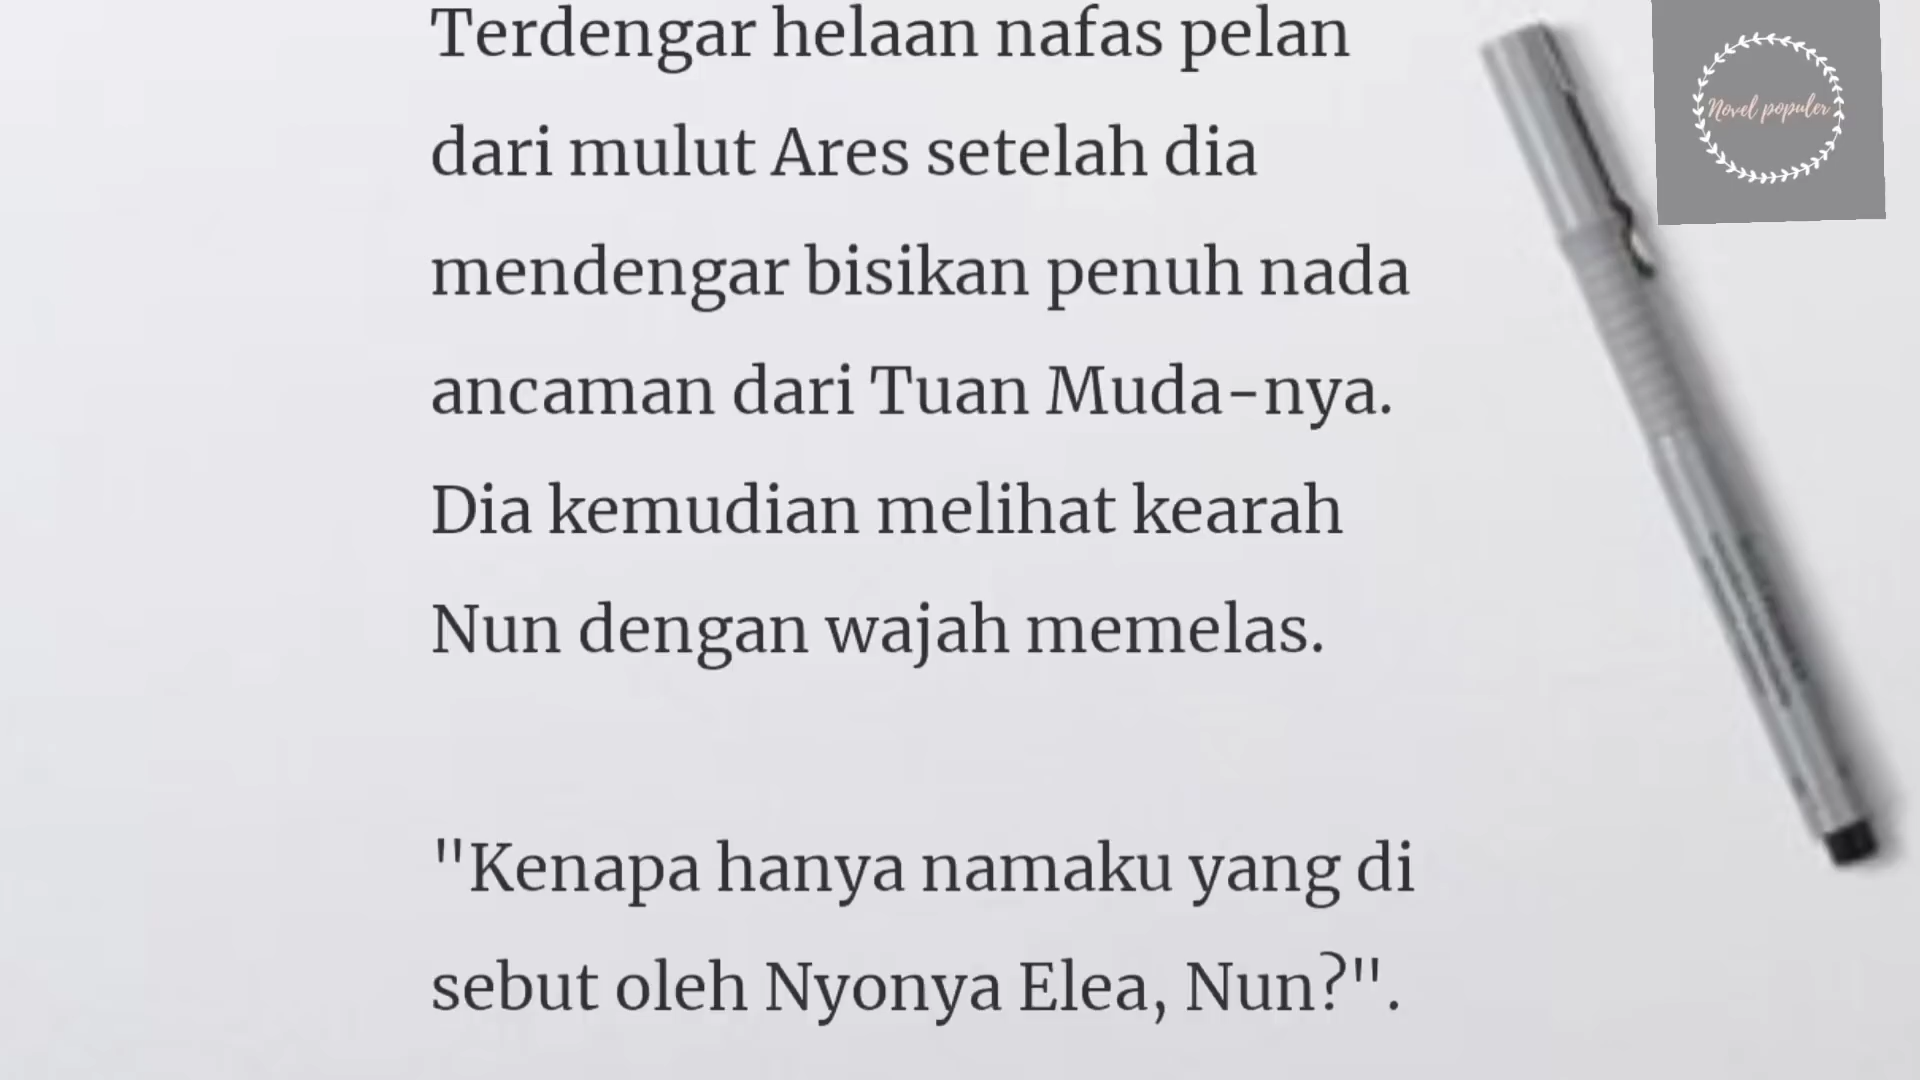 Terdengar helaan nafas pelan
dari mulut Ares setelah dia
mendengar bisikan penuh nada
ancaman dari Tuan Muda-nya.
Dia kemudian melihat kearah
Nun dengan wajah memelas.
"Kenapa hanya namaku yang di
sebut oleh Nyonya Elea, Nun?".
Novel populer